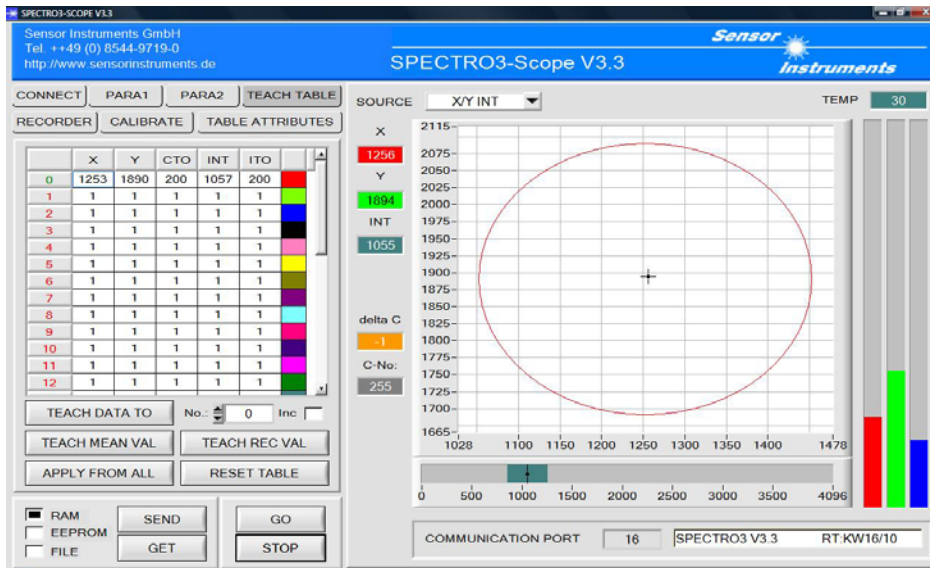 SPECTRO3-SCOPE V3.3
Sensor Instruments GmbH
Tel. ++49 (0) 8544-9719-0
http://www.sensorinstruments.de
SPECTRO3-Scope V3.3
Sensor
Instruments
CONNECT PARA1 PARA2 TEACH TABLE
RECORDER CALIBRATE TABLE ATTRIBUTES
X Y CTO INT ITO
0 1253 1890 200 1057 200
1 1 1 1 1 1
2 1 1 1 1 1
3 1 1 1 1 1
4 1 1 1 1 1
5 1 1 1 1 1
6 1 1 1 1 1
7 1 1 1 1 1
8 1 1 1 1 1
9 1 1 1 1 1
10 1 1 1 1 1
11 1 1 1 1 1
12 1 1 1 1 1
TEACH DATA TO No.: 0 Inc
TEACH MEAN VAL TEACH REC VAL
APPLY FROM ALL RESET TABLE
RAM
EEPROM
FILE
SEND GO
GET STOP
SOURCE X/Y INT TEMP 30
X
1256
Y
1894
INT
1055
delta C
-1
C-No:
255
2115
2075
2050
2025
2000
1975
1950
1925
1900
1875
1850
1825
1800
1775
1750
1725
1700
1665
1028 1100 1150 1200 1250 1300 1350 1400 1478
0 500 1000 1500 2000 2500 3000 3500 4096
COMMUNICATION PORT 16 SPECTRO3 V3.3 RT:KW16/10